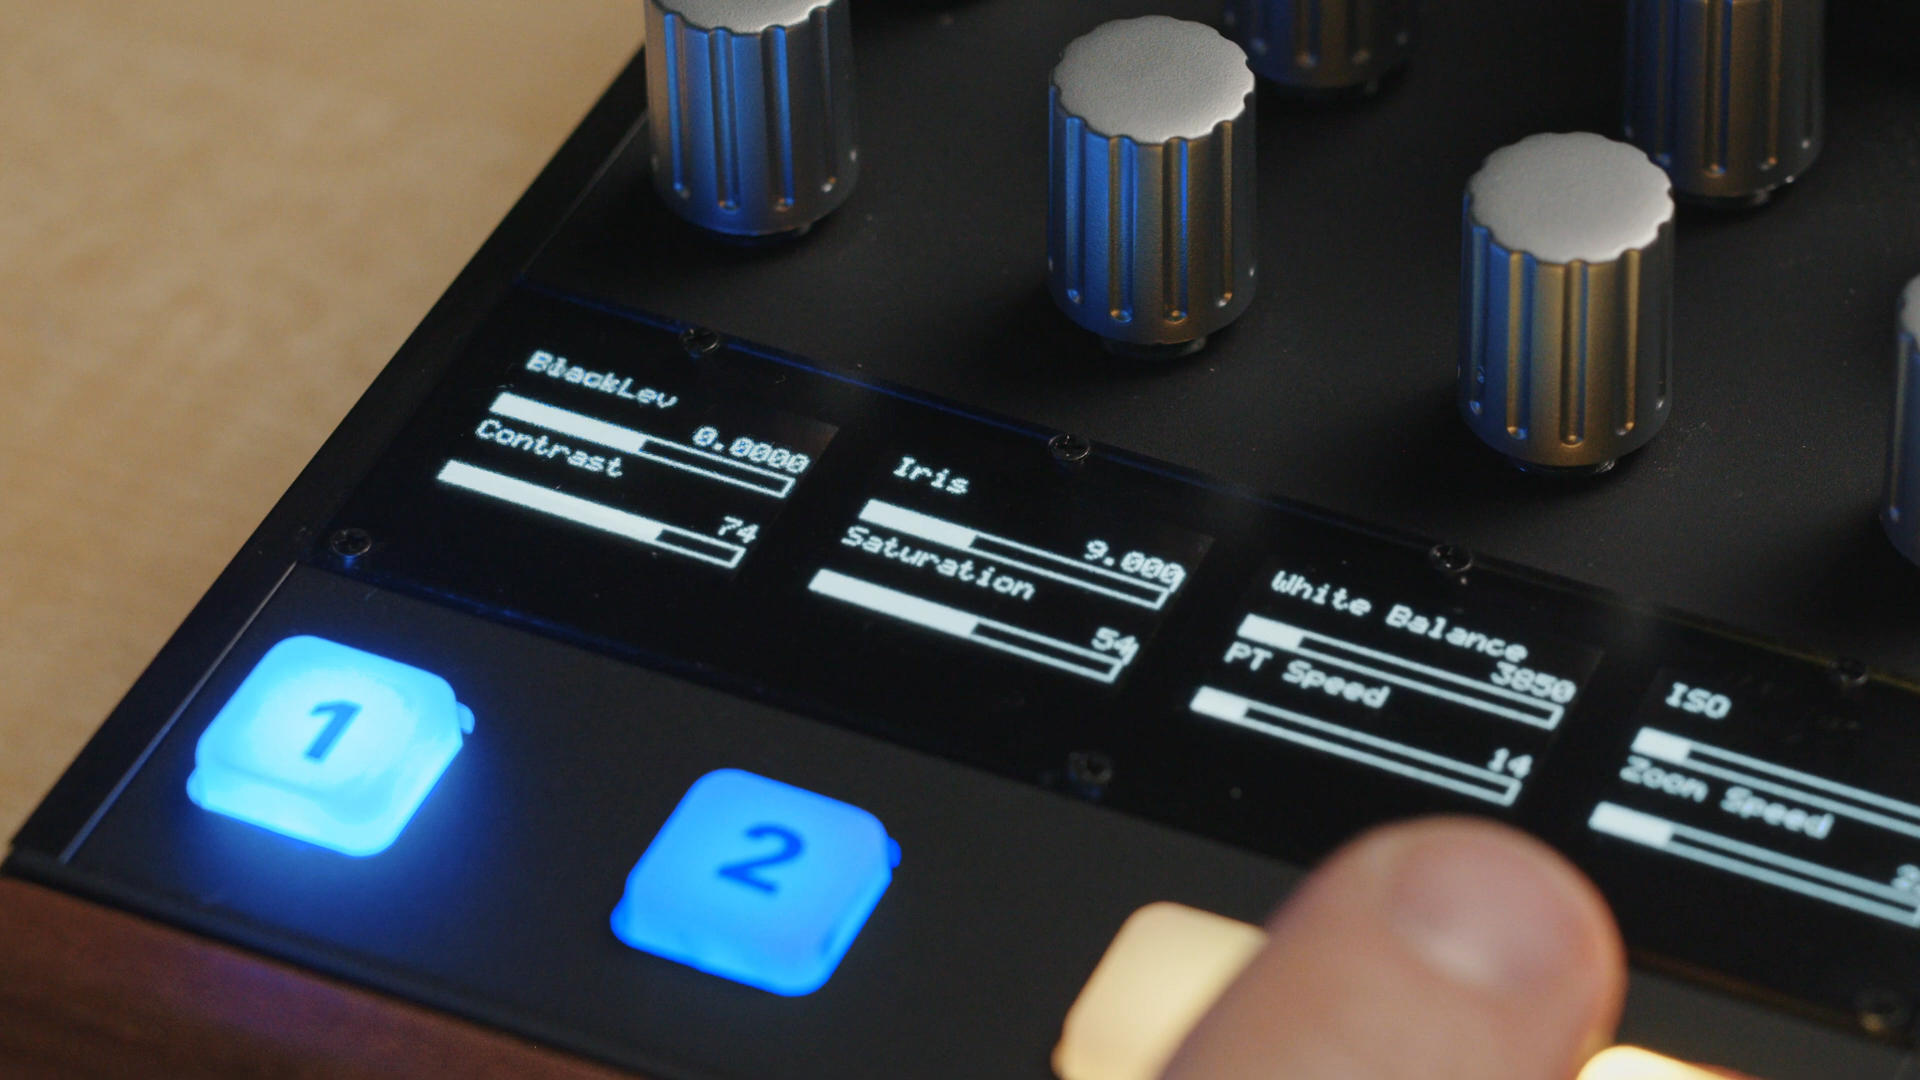 BlackLev
0.0000
Contrast
74
Iris
9.000
Saturation
54
White Balance
3850
PT Speed
14
ISO
Zoom Speed
1
2